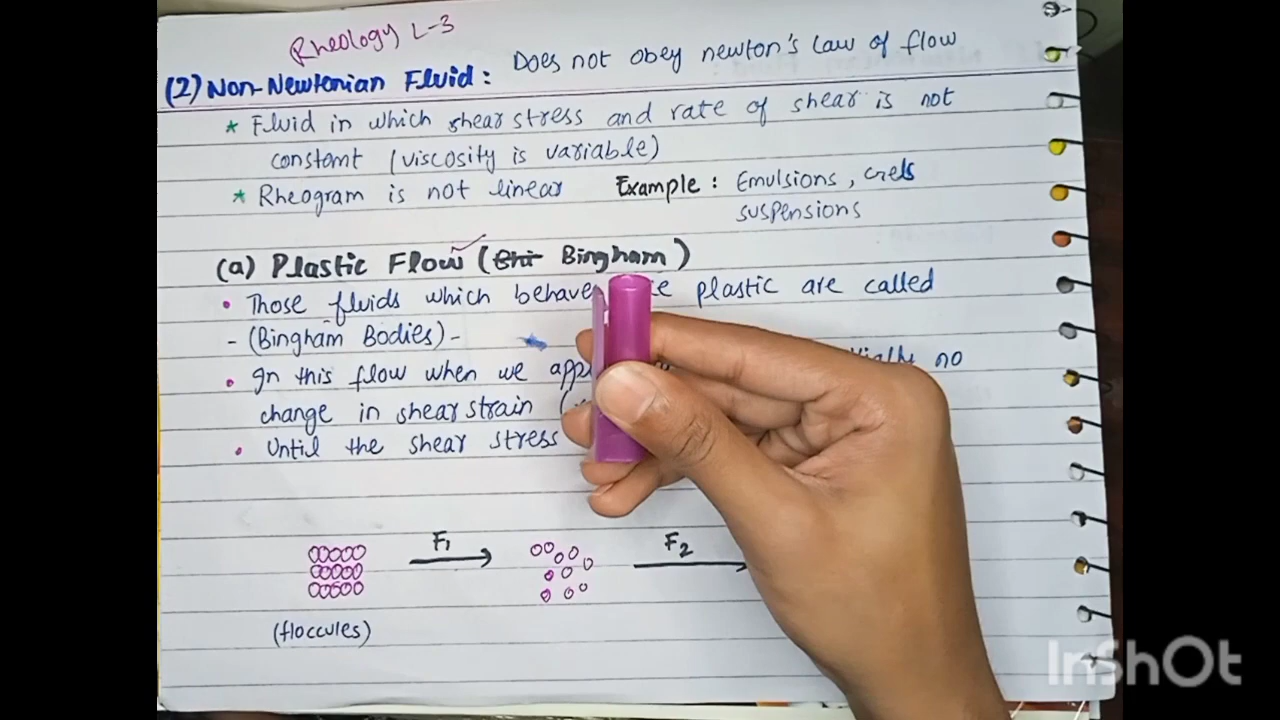 Rheology L-3
(2) Non-Newtonian Fluid: Does not obey newton's law of flow
* Fluid in which shear stress and rate of shear is not
constamt (viscosity is variable)
* Rheogram is not linear Example: Emulsions, Gels
suspensions
(a) Plastic Flow (Bingham)
• Those fluids which behave plastic are called
- (Bingham Bodies) -
• In this flow when we no
change in shear strain
• Until the shear stress
F1 F2
(floccules)
InShOt